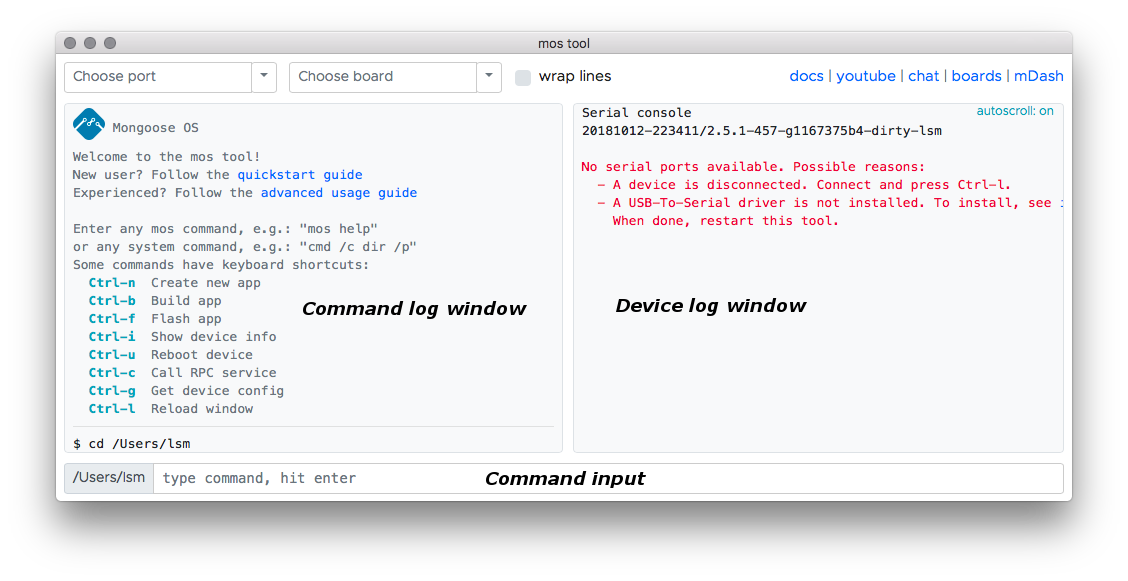 mos tool
Choose port
Choose board
wrap lines
docs | youtube | chat | boards | mDash
Mongoose OS
Welcome to the mos tool!
New user? Follow the quickstart guide
Experienced? Follow the advanced usage guide
Enter any mos command, e.g.: "mos help"
or any system command, e.g.: "cmd /c dir /p"
Some commands have keyboard shortcuts:
Ctrl-n Create new app
Ctrl-b Build app
Ctrl-f Flash app
Ctrl-i Show device info
Ctrl-u Reboot device
Ctrl-c Call RPC service
Ctrl-g Get device config
Ctrl-l Reload window
$ cd /Users/lsm
Command log window
Serial console
autoscroll: on
20181012-223411/2.5.1-457-g1167375b4-dirty-lsm
No serial ports available. Possible reasons:
- A device is disconnected. Connect and press Ctrl-l.
- A USB-To-Serial driver is not installed. To install, see
When done, restart this tool.
Device log window
/Users/lsm
type command, hit enter
Command input